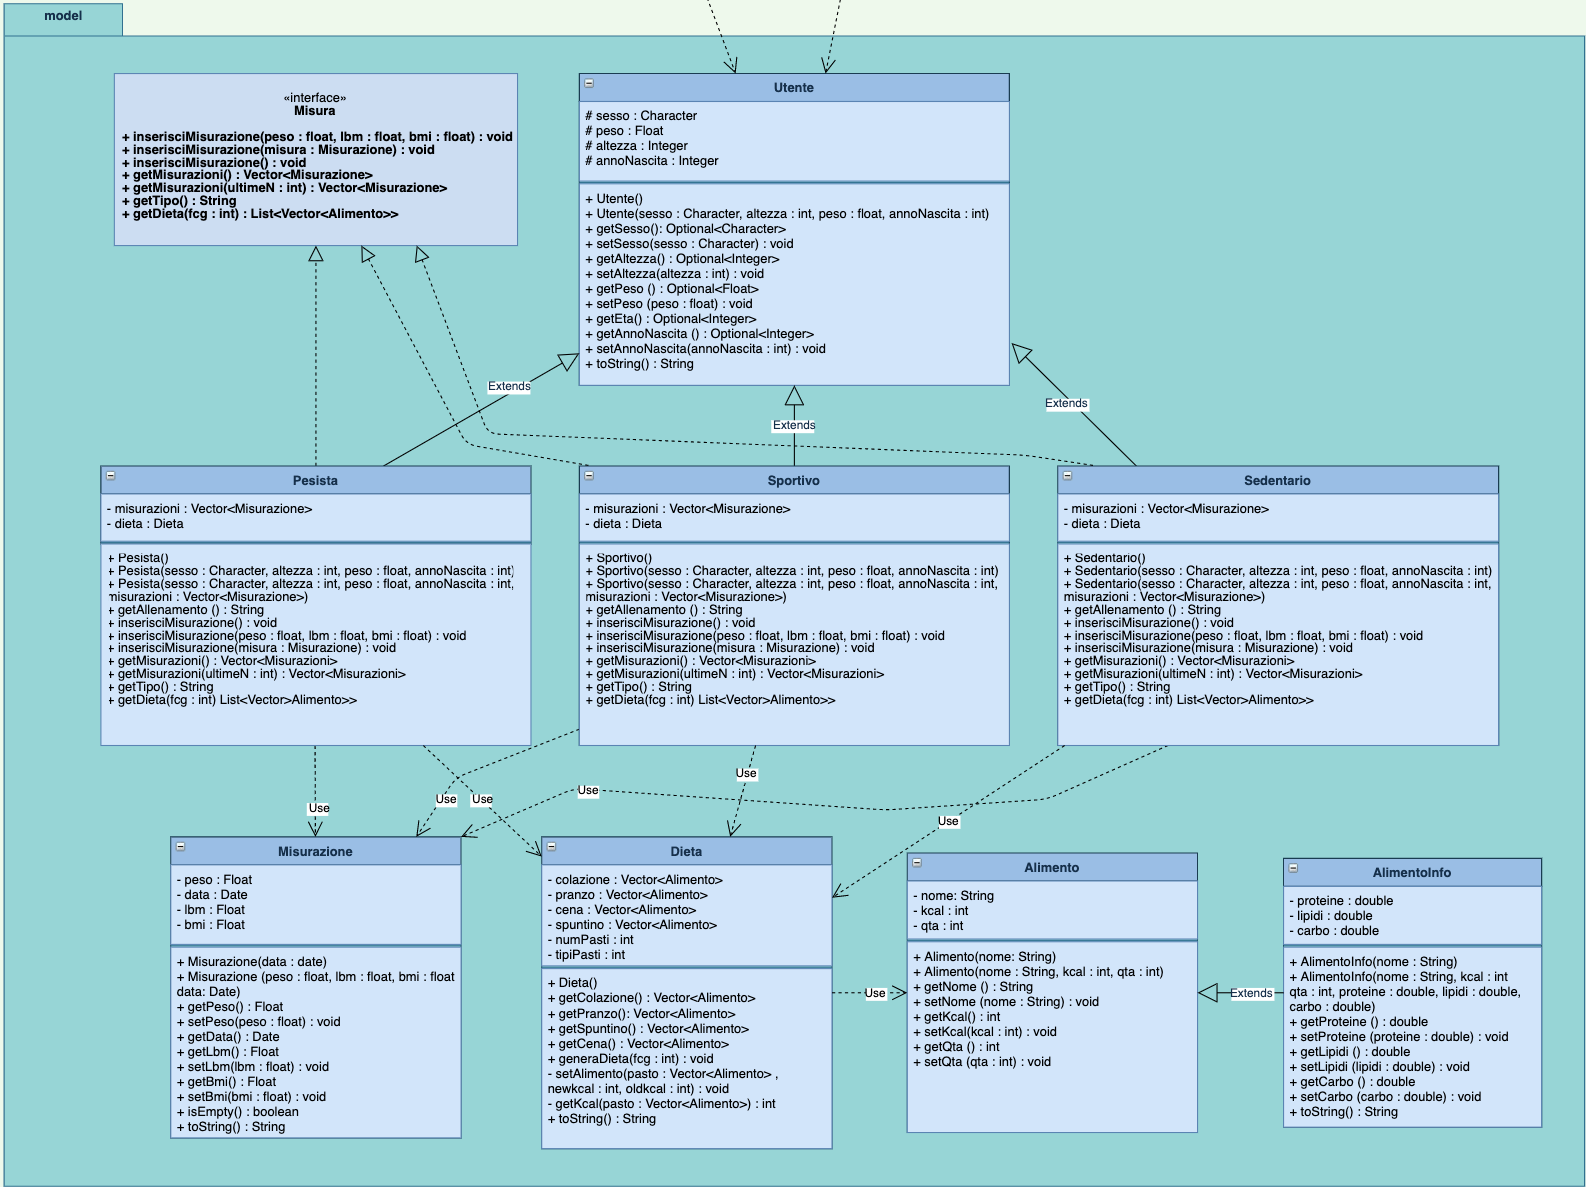 model
«interface»
Misura
+ inserisciMisurazione(peso : float, lbm : float, bmi : float) : void
+ inserisciMisurazione(misura : Misurazione) : void
+ inserisciMisurazione() : void
+ getMisurazioni() : Vector<Misurazione>
+ getMisurazioni(ultimeN : int) : Vector<Misurazione>
+ getTipo() : String
+ getDieta(fcg : int) : List<Vector<Alimento>>
Utente
# sesso : Character
# peso : Float
# altezza : Integer
# annoNascita : Integer
+ Utente()
+ Utente(sesso : Character, altezza : int, peso : float, annoNascita : int)
+ getSesso(): Optional<Character>
+ setSesso(sesso : Character) : void
+ getAltezza() : Optional<Integer>
+ setAltezza(altezza : int) : void
+ getPeso () : Optional<Float>
+ setPeso (peso : float) : void
+ getEta() : Optional<Integer>
+ getAnnoNascita () : Optional<Integer>
+ setAnnoNascita(annoNascita : int) : void
+ toString() : String
Extends
Extends
Extends
Pesista
- misurazioni : Vector<Misurazione>
- dieta : Dieta
+ Pesista()
+ Pesista(sesso : Character, altezza : int, peso : float, annoNascita : int)
+ Pesista(sesso : Character, altezza : int, peso : float, annoNascita : int,
misurazioni : Vector<Misurazione>)
+ getAllenamento () : String
+ inserisciMisurazione() : void
+ inserisciMisurazione(peso : float, lbm : float, bmi : float) : void
+ inserisciMisurazione(misura : Misurazione) : void
+ getMisurazioni() : Vector<Misurazioni>
+ getMisurazioni(ultimeN : int) : Vector<Misurazioni>
+ getTipo() : String
+ getDieta(fcg : int) List<Vector>Alimento>>
Sportivo
- misurazioni : Vector<Misurazione>
- dieta : Dieta
+ Sportivo()
+ Sportivo(sesso : Character, altezza : int, peso : float, annoNascita : int)
+ Sportivo(sesso : Character, altezza : int, peso : float, annoNascita : int,
misurazioni : Vector<Misurazione>)
+ getAllenamento () : String
+ inserisciMisurazione() : void
+ inserisciMisurazione(peso : float, lbm : float, bmi : float) : void
+ inserisciMisurazione(misura : Misurazione) : void
+ getMisurazioni() : Vector<Misurazioni>
+ getMisurazioni(ultimeN : int) : Vector<Misurazioni>
+ getTipo() : String
+ getDieta(fcg : int) List<Vector>Alimento>>
Sedentario
- misurazioni : Vector<Misurazione>
- dieta : Dieta
+ Sedentario()
+ Sedentario(sesso : Character, altezza : int, peso : float, annoNascita : int)
+ Sedentario(sesso : Character, altezza : int, peso : float, annoNascita : int,
misurazioni : Vector<Misurazione>)
+ getAllenamento () : String
+ inserisciMisurazione() : void
+ inserisciMisurazione(peso : float, lbm : float, bmi : float) : void
+ inserisciMisurazione(misura : Misurazione) : void
+ getMisurazioni() : Vector<Misurazioni>
+ getMisurazioni(ultimeN : int) : Vector<Misurazioni>
+ getTipo() : String
+ getDieta(fcg : int) List<Vector>Alimento>>
Use
Use
Use
Use
Use
Use
Misurazione
- peso : Float
- data : Date
- lbm : Float
- bmi : Float
+ Misurazione(data : date)
+ Misurazione (peso : float, lbm : float, bmi : float
data: Date)
+ getPeso() : Float
+ setPeso(peso : float) : void
+ getData() : Date
+ getLbm() : Float
+ setLbm(lbm : float) : void
+ getBmi() : Float
+ setBmi(bmi : float) : void
+ isEmpty() : boolean
+ toString() : String
Dieta
- colazione : Vector<Alimento>
- pranzo : Vector<Alimento>
- cena : Vector<Alimento>
- spuntino : Vector<Alimento>
- numPasti : int
- tipiPasti : int
+ Dieta()
+ getColazione() : Vector<Alimento>
+ getPranzo(): Vector<Alimento>
+ getSpuntino() : Vector<Alimento>
+ getCena() : Vector<Alimento>
+ generaDieta(fcg : int) : void
- setAlimento(pasto : Vector<Alimento> ,
newkcal : int, oldkcal : int) : void
- getKcal(pasto : Vector<Alimento>) : int
+ toString() : String
Use
Alimento
- nome: String
- kcal : int
- qta : int
+ Alimento(nome: String)
+ Alimento(nome : String, kcal : int, qta : int)
+ getNome () : String
+ setNome (nome : String) : void
+ getKcal() : int
+ setKcal(kcal : int) : void
+ getQta () : int
+ setQta (qta : int) : void
Extends
AlimentoInfo
- proteine : double
- lipidi : double
- carbo : double
+ AlimentoInfo(nome : String)
+ AlimentoInfo(nome : String, kcal : int
qta : int, proteine : double, lipidi : double,
carbo : double)
+ getProteine () : double
+ setProteine (proteine : double) : void
+ getLipidi () : double
+ setLipidi (lipidi : double) : void
+ getCarbo () : double
+ setCarbo (carbo : double) : void
+ toString() : String